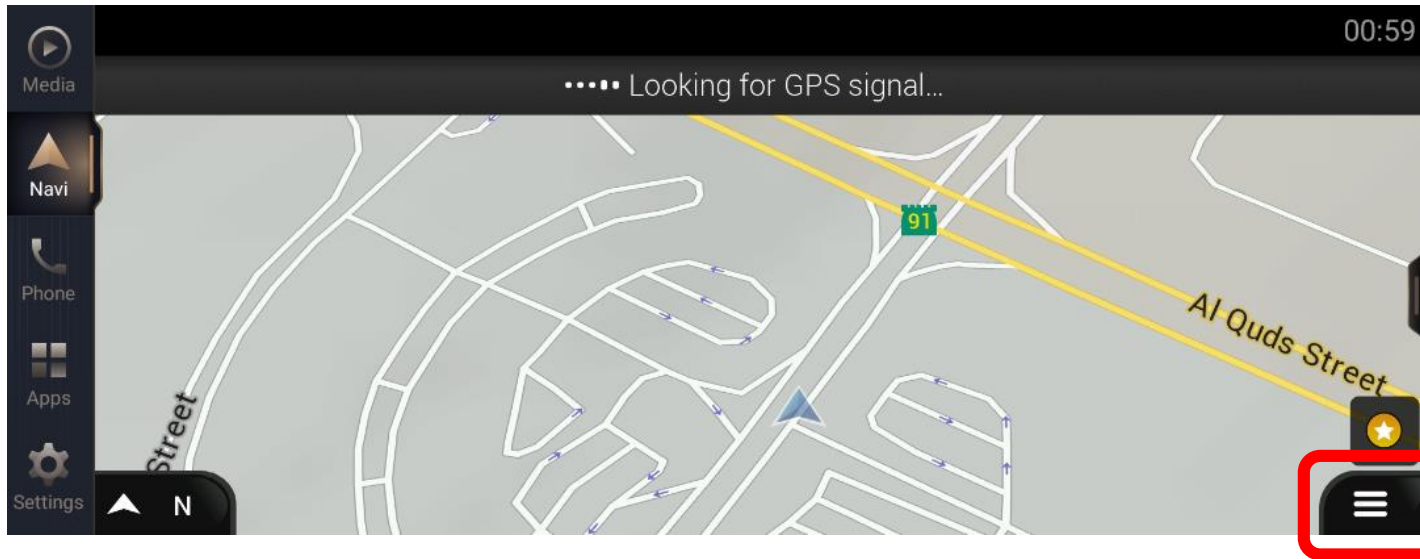 00:59
Media
Looking for GPS signal...
Navi
91
Phone
Al Quds Street
Apps
Street
Settings
N